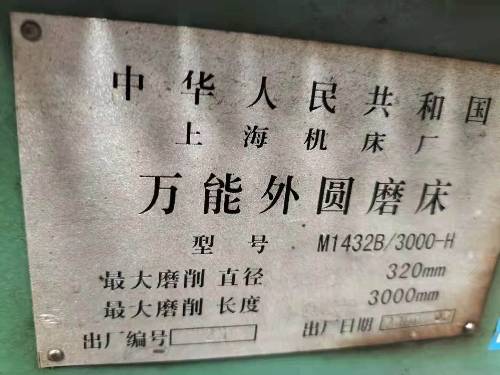 中华人民共和国
上海机床厂
万能外圆磨床
型号 M1432B/3000-H
最大磨削 直径 320mm
最大磨削 长度 3000mm
出厂编号 出厂日期